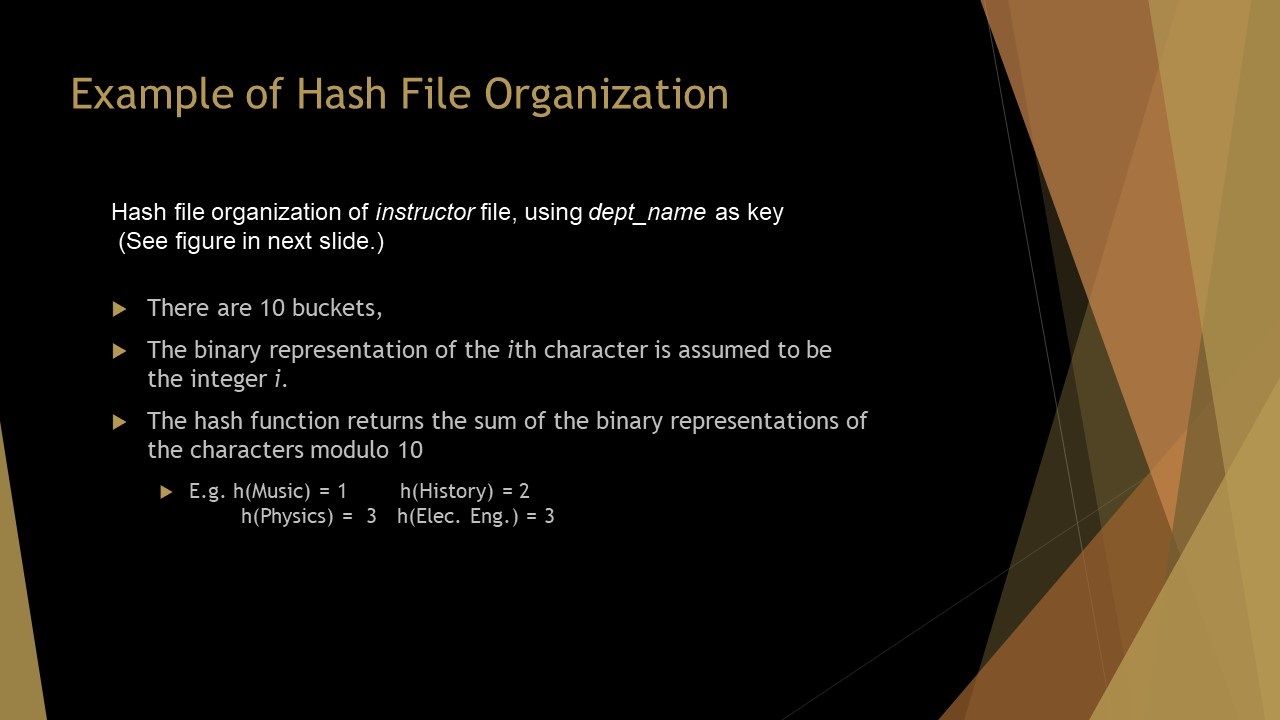 Example of Hash File Organization
Hash file organization of instructor file, using dept_name as key
(See figure in next slide.)
There are 10 buckets,
The binary representation of the ith character is assumed to be
the integer i.
The hash function returns the sum of the binary representations of
the characters modulo 10
E.g. h(Music) = 1 h(History) = 2
h(Physics) = 3 h(Elec. Eng.) = 3